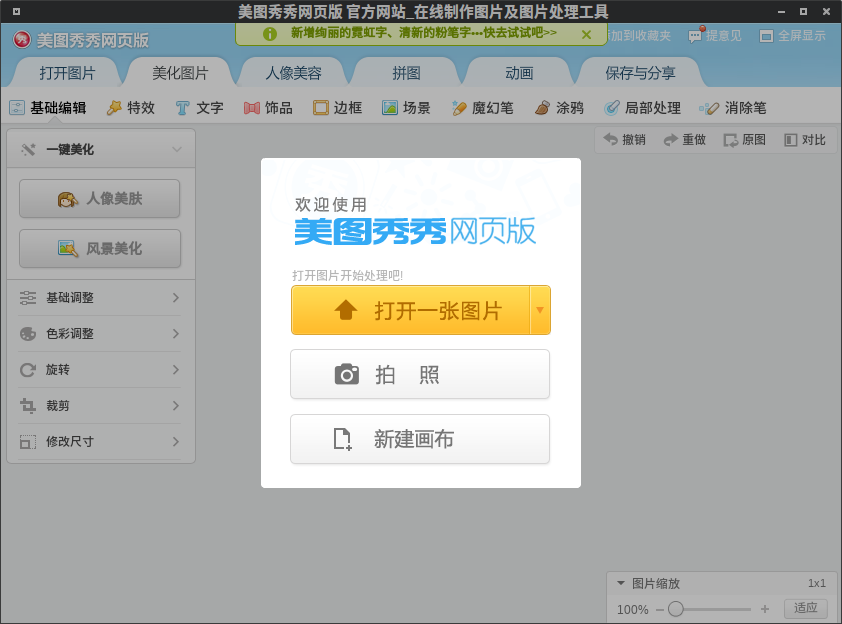 美图秀秀网页版 官方网站_在线制作图片及图片处理工具
美图秀秀网页版
新增绚丽的霓虹字、清新的粉笔字•••快去试试吧>>
加到收藏夹 提意见 全屏显示
打开图片 美化图片 人像美容 拼图 动画 保存与分享
基础编辑 特效 文字 饰品 边框 场景 魔幻笔 涂鸦 局部处理 消除笔
一键美化
撤销 重做 原图 对比
人像美肤
风景美化
基础调整
色彩调整
旋转
裁剪
修改尺寸
欢迎使用
美图秀秀网页版
打开图片开始处理吧!
打开一张图片
拍 照
新建画布
图片缩放 1x1
100% 适应